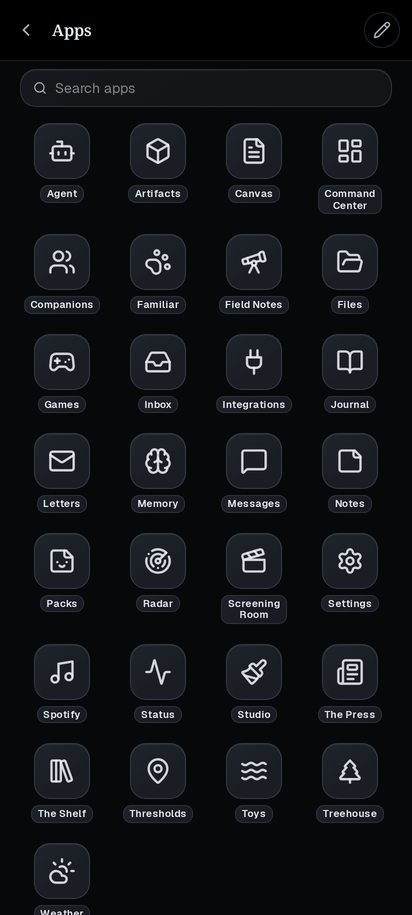 Apps
Search apps
Agent
Artifacts
Canvas
Command
Center
Companions
Familiar
Field Notes
Files
Games
Inbox
Integrations
Journal
Letters
Memory
Messages
Notes
Packs
Radar
Screening
Room
Settings
Spotify
Status
Studio
The Press
The Shelf
Thresholds
Toys
Treehouse
Weather